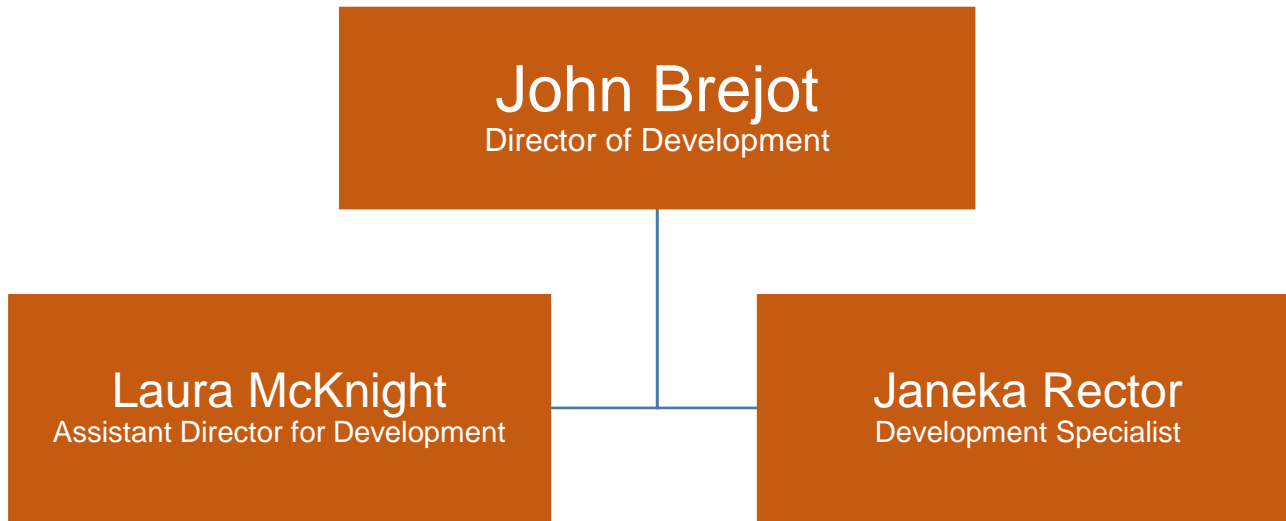 John Brejot
Director of Development
Laura McKnight
Assistant Director for Development
Janeka Rector
Development Specialist